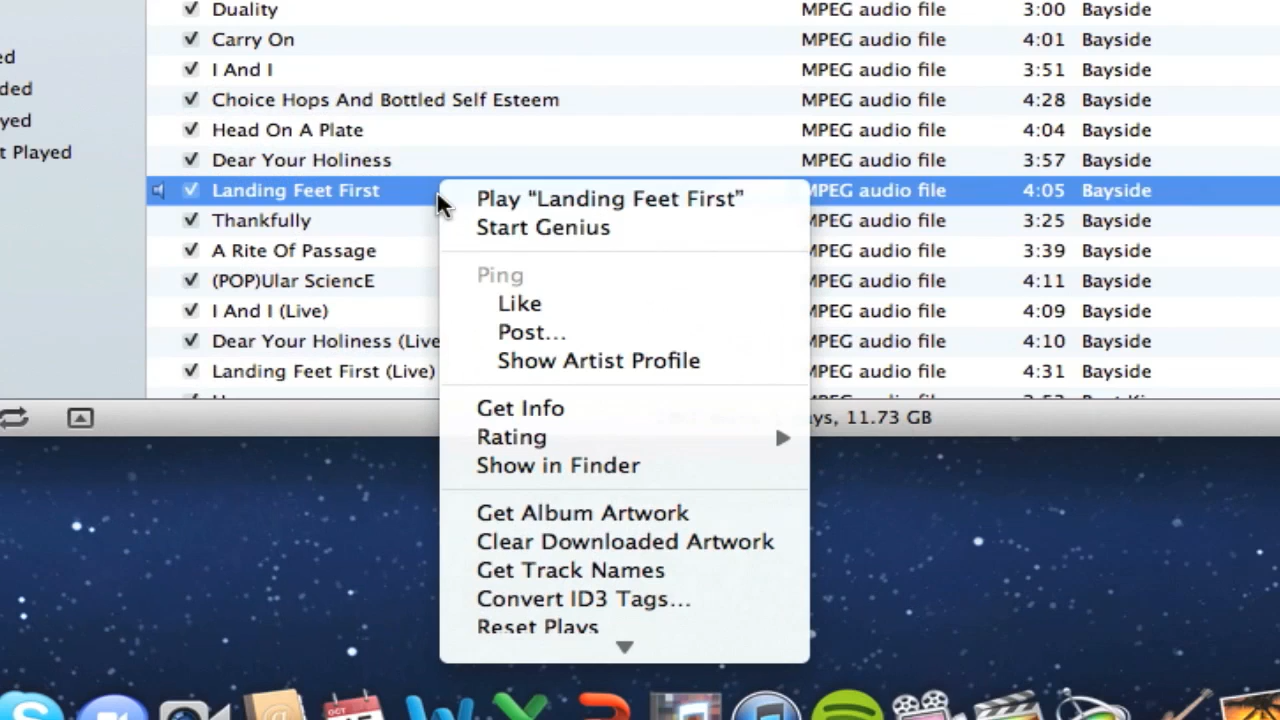 Duality MPEG audio file 3:00 Bayside
Carry On MPEG audio file 4:01 Bayside
ed
I And I MPEG audio file 3:51 Bayside
ded
Choice Hops And Bottled Self Esteem MPEG audio file 4:28 Bayside
yed
Head On A Plate MPEG audio file 4:04 Bayside
t Played
Dear Your Holiness MPEG audio file 3:57 Bayside
Landing Feet First MPEG audio file 4:05 Bayside
Thankfully MPEG audio file 3:25 Bayside
A Rite Of Passage MPEG audio file 3:39 Bayside
(POP)Ular SciencE MPEG audio file 4:11 Bayside
I And I (Live) MPEG audio file 4:09 Bayside
Dear Your Holiness (Live MPEG audio file 4:10 Bayside
Landing Feet First (Live) MPEG audio file 4:31 Bayside
ys, 11.73 GB
Play “Landing Feet First”
Start Genius
Ping
Like
Post...
Show Artist Profile
Get Info
Rating
Show in Finder
Get Album Artwork
Clear Downloaded Artwork
Get Track Names
Convert ID3 Tags...
Reset Plays
OCT